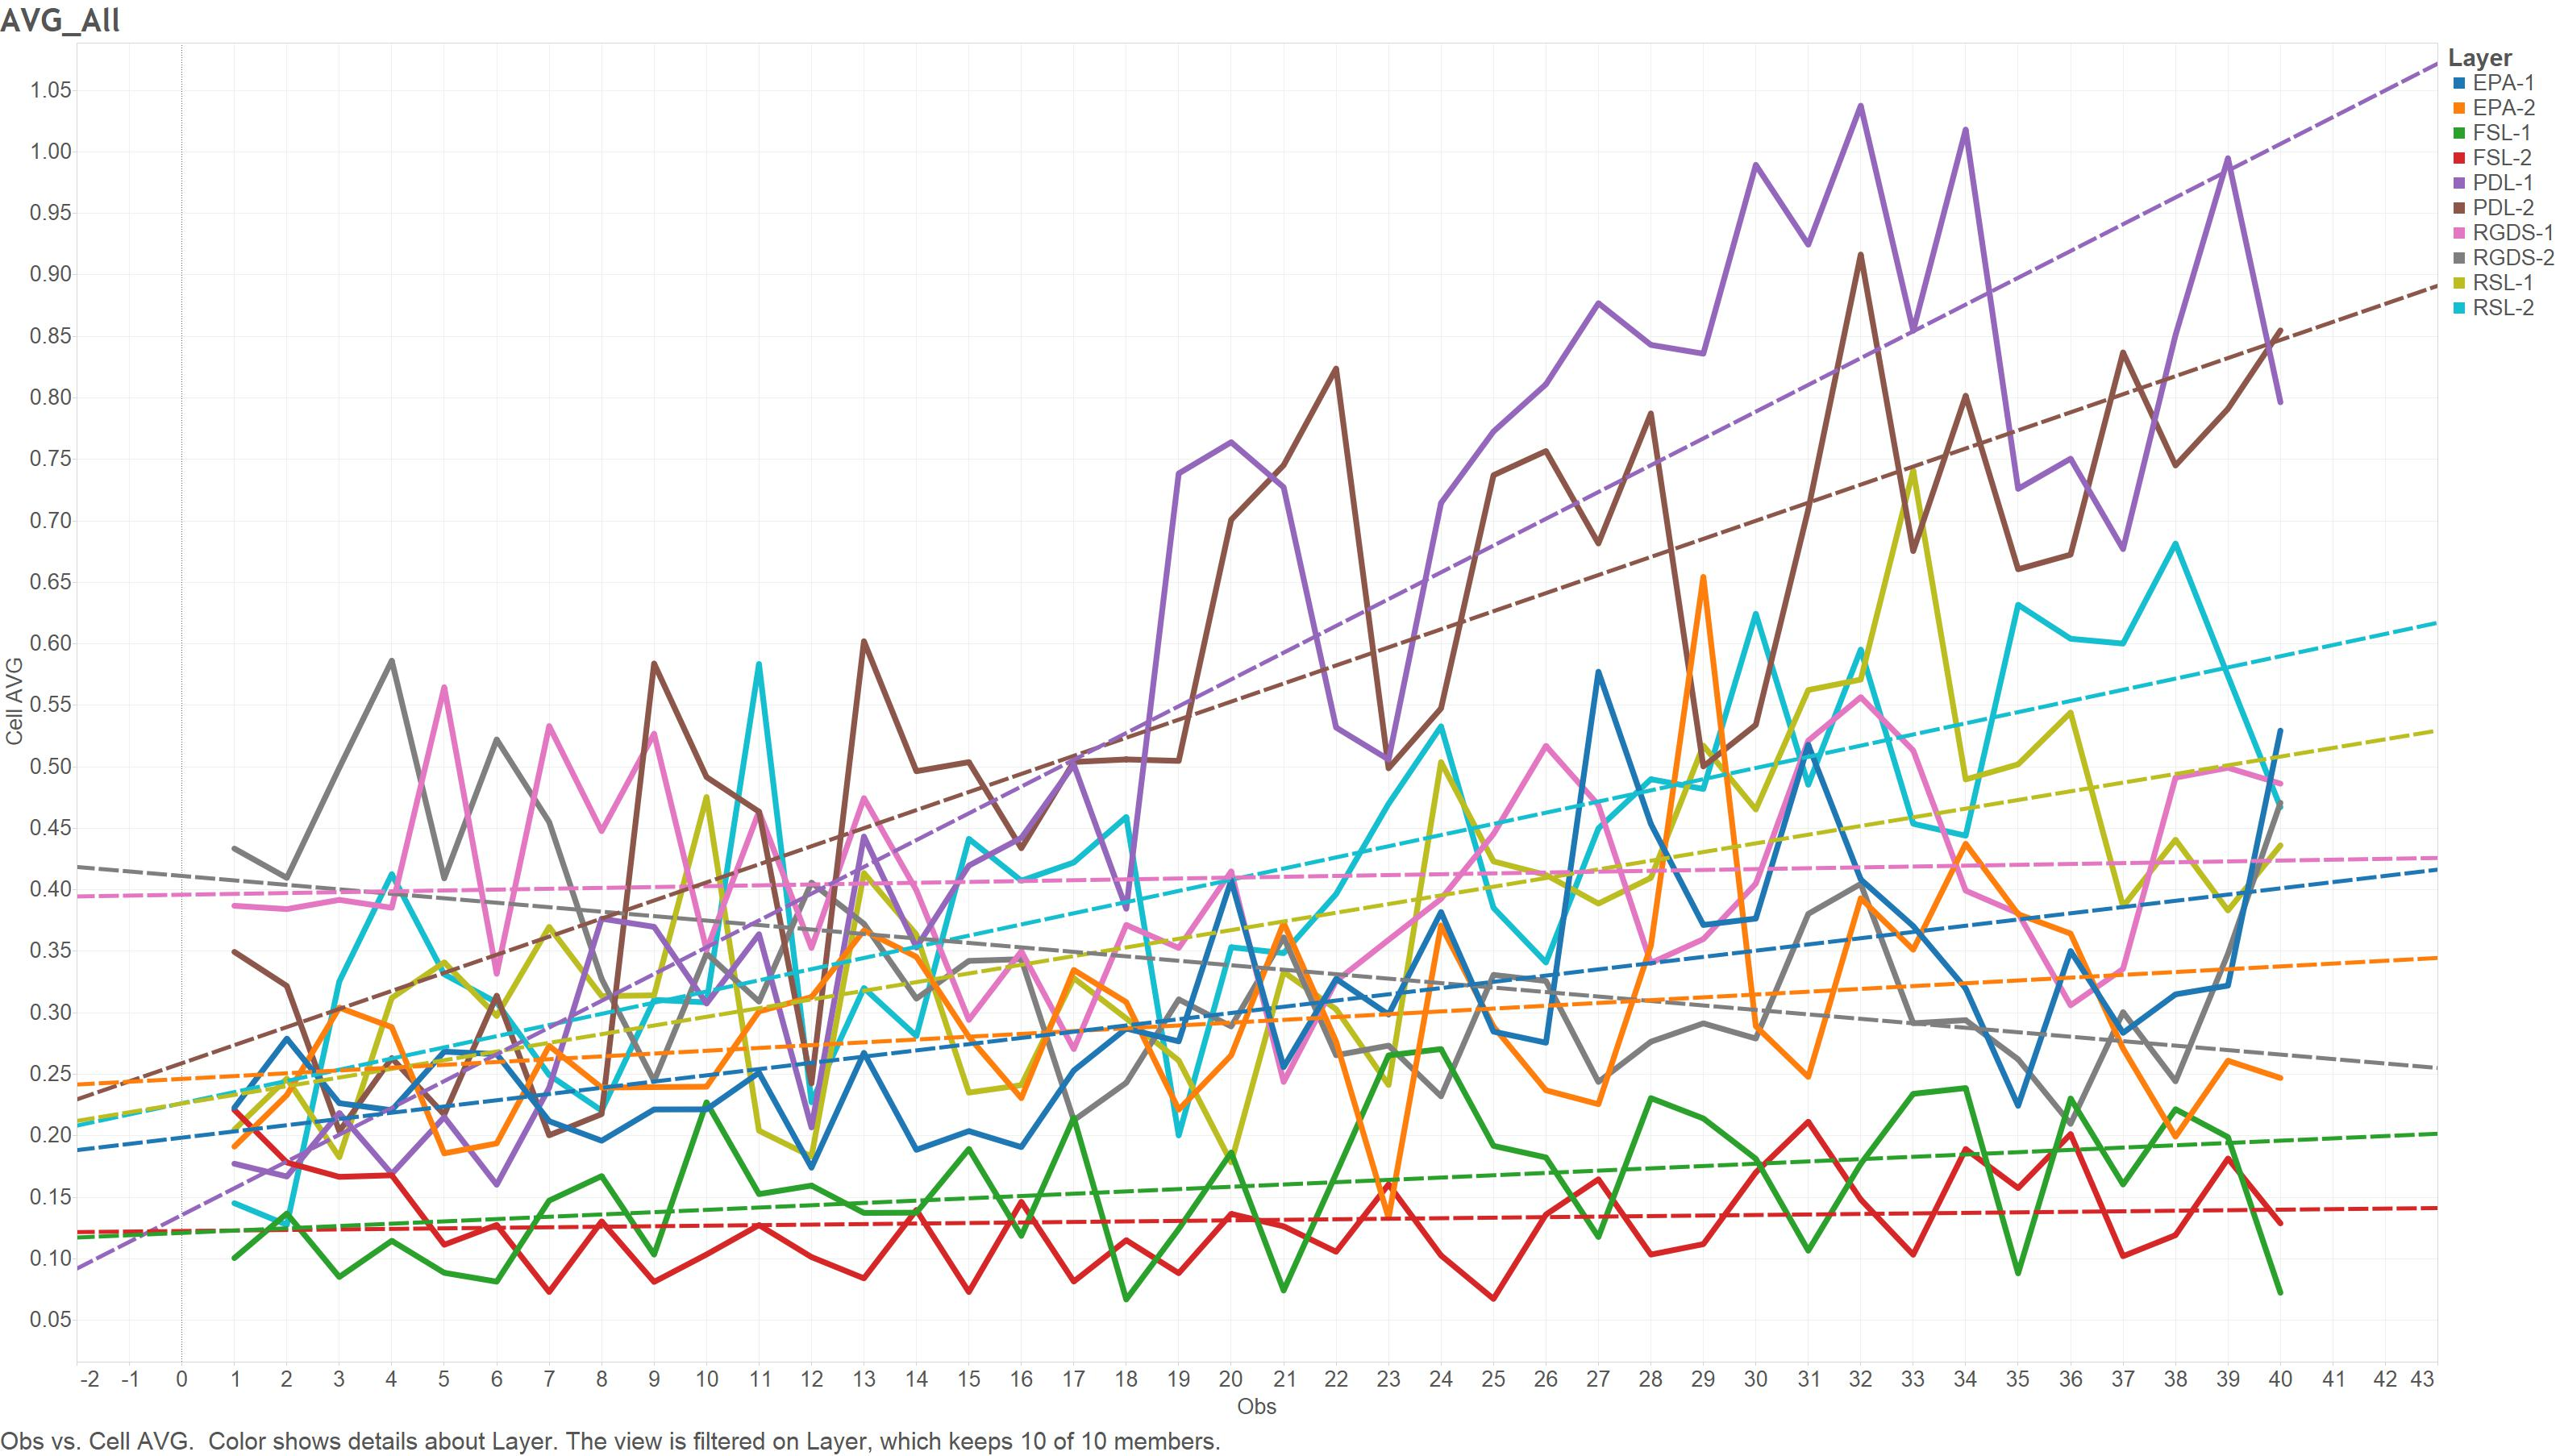 AVG_All
Layer
EPA-1
EPA-2
FSL-1
FSL-2
PDL-1
PDL-2
RGDS-1
RGDS-2
RSL-1
RSL-2
1.05
1.00
0.95
0.90
0.85
0.80
0.75
0.70
0.65
0.60
0.55
0.50
0.45
0.40
0.35
0.30
0.25
0.20
0.15
0.10
0.05
Cell AVG
-2 -1 0 1 2 3 4 5 6 7 8 9 10 11 12 13 14 15 16 17 18 19 20 21 22 23 24 25 26 27 28 29 30 31 32 33 34 35 36 37 38 39 40 41 42 43
Obs
Obs vs. Cell AVG.  Color shows details about Layer. The view is filtered on Layer, which keeps 10 of 10 members.